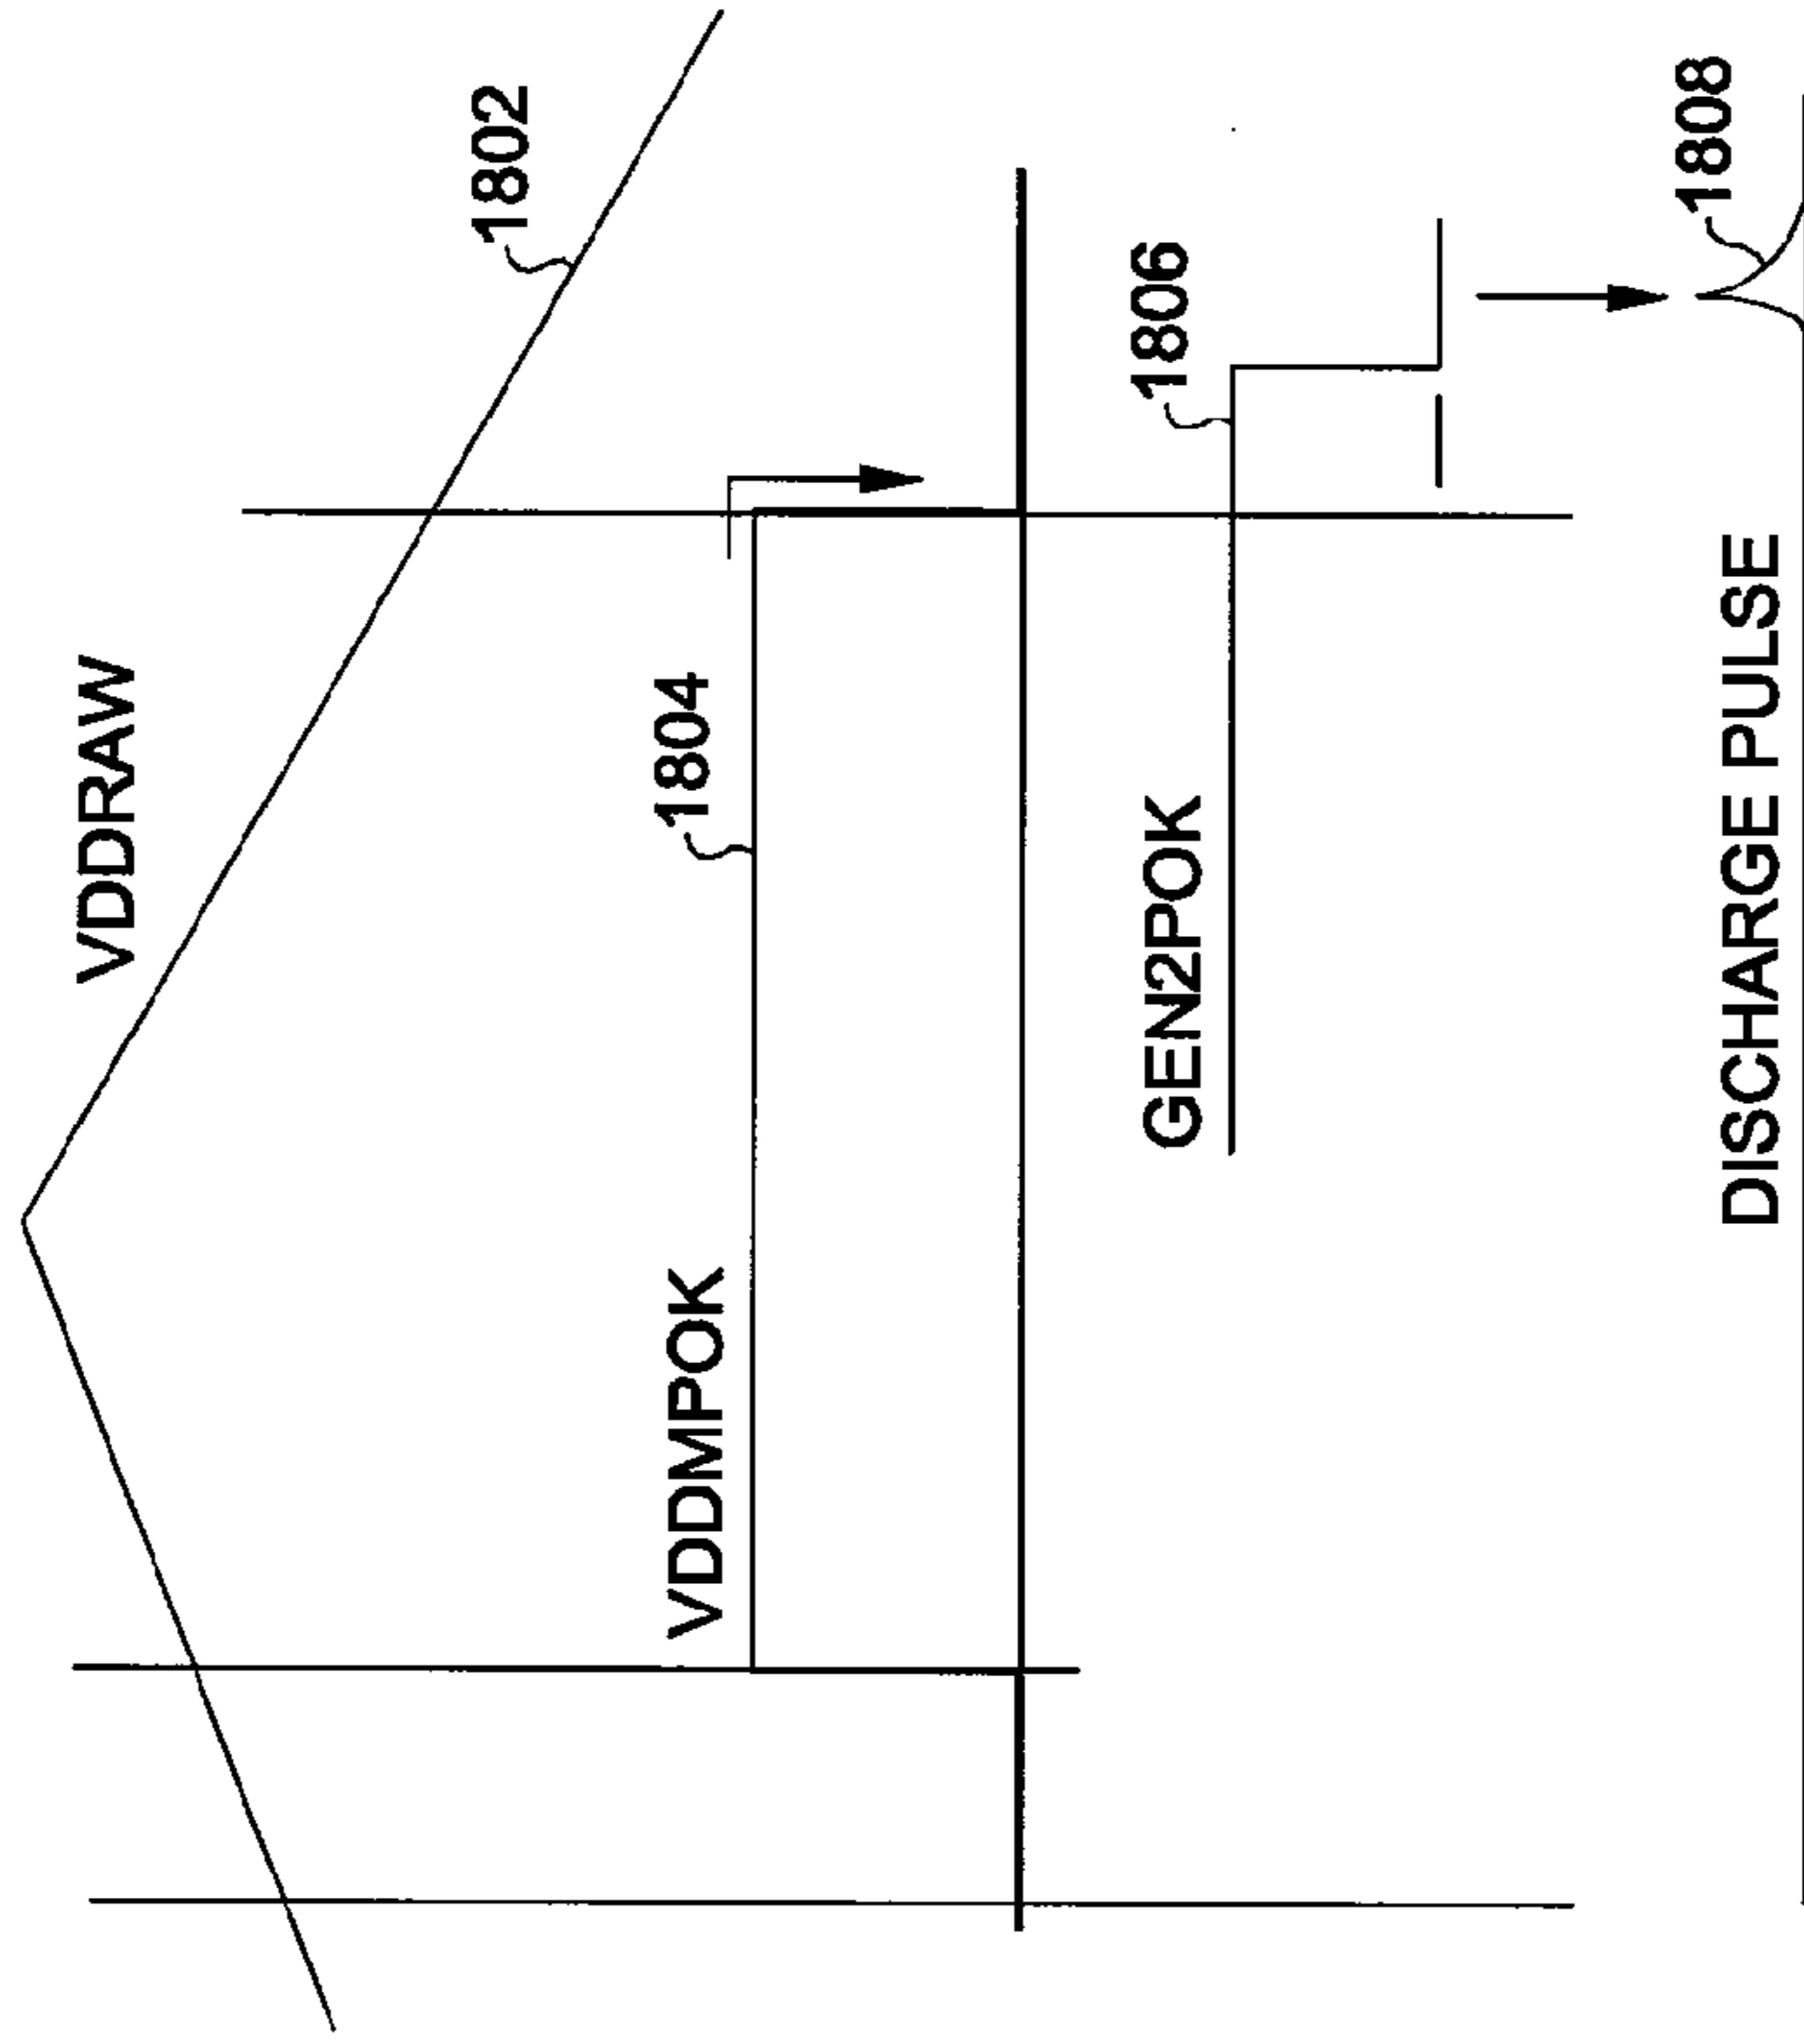 VDDRAW
1802
VDDMPOK
1804
GEN2POK
1806
DISCHARGE PULSE
1808